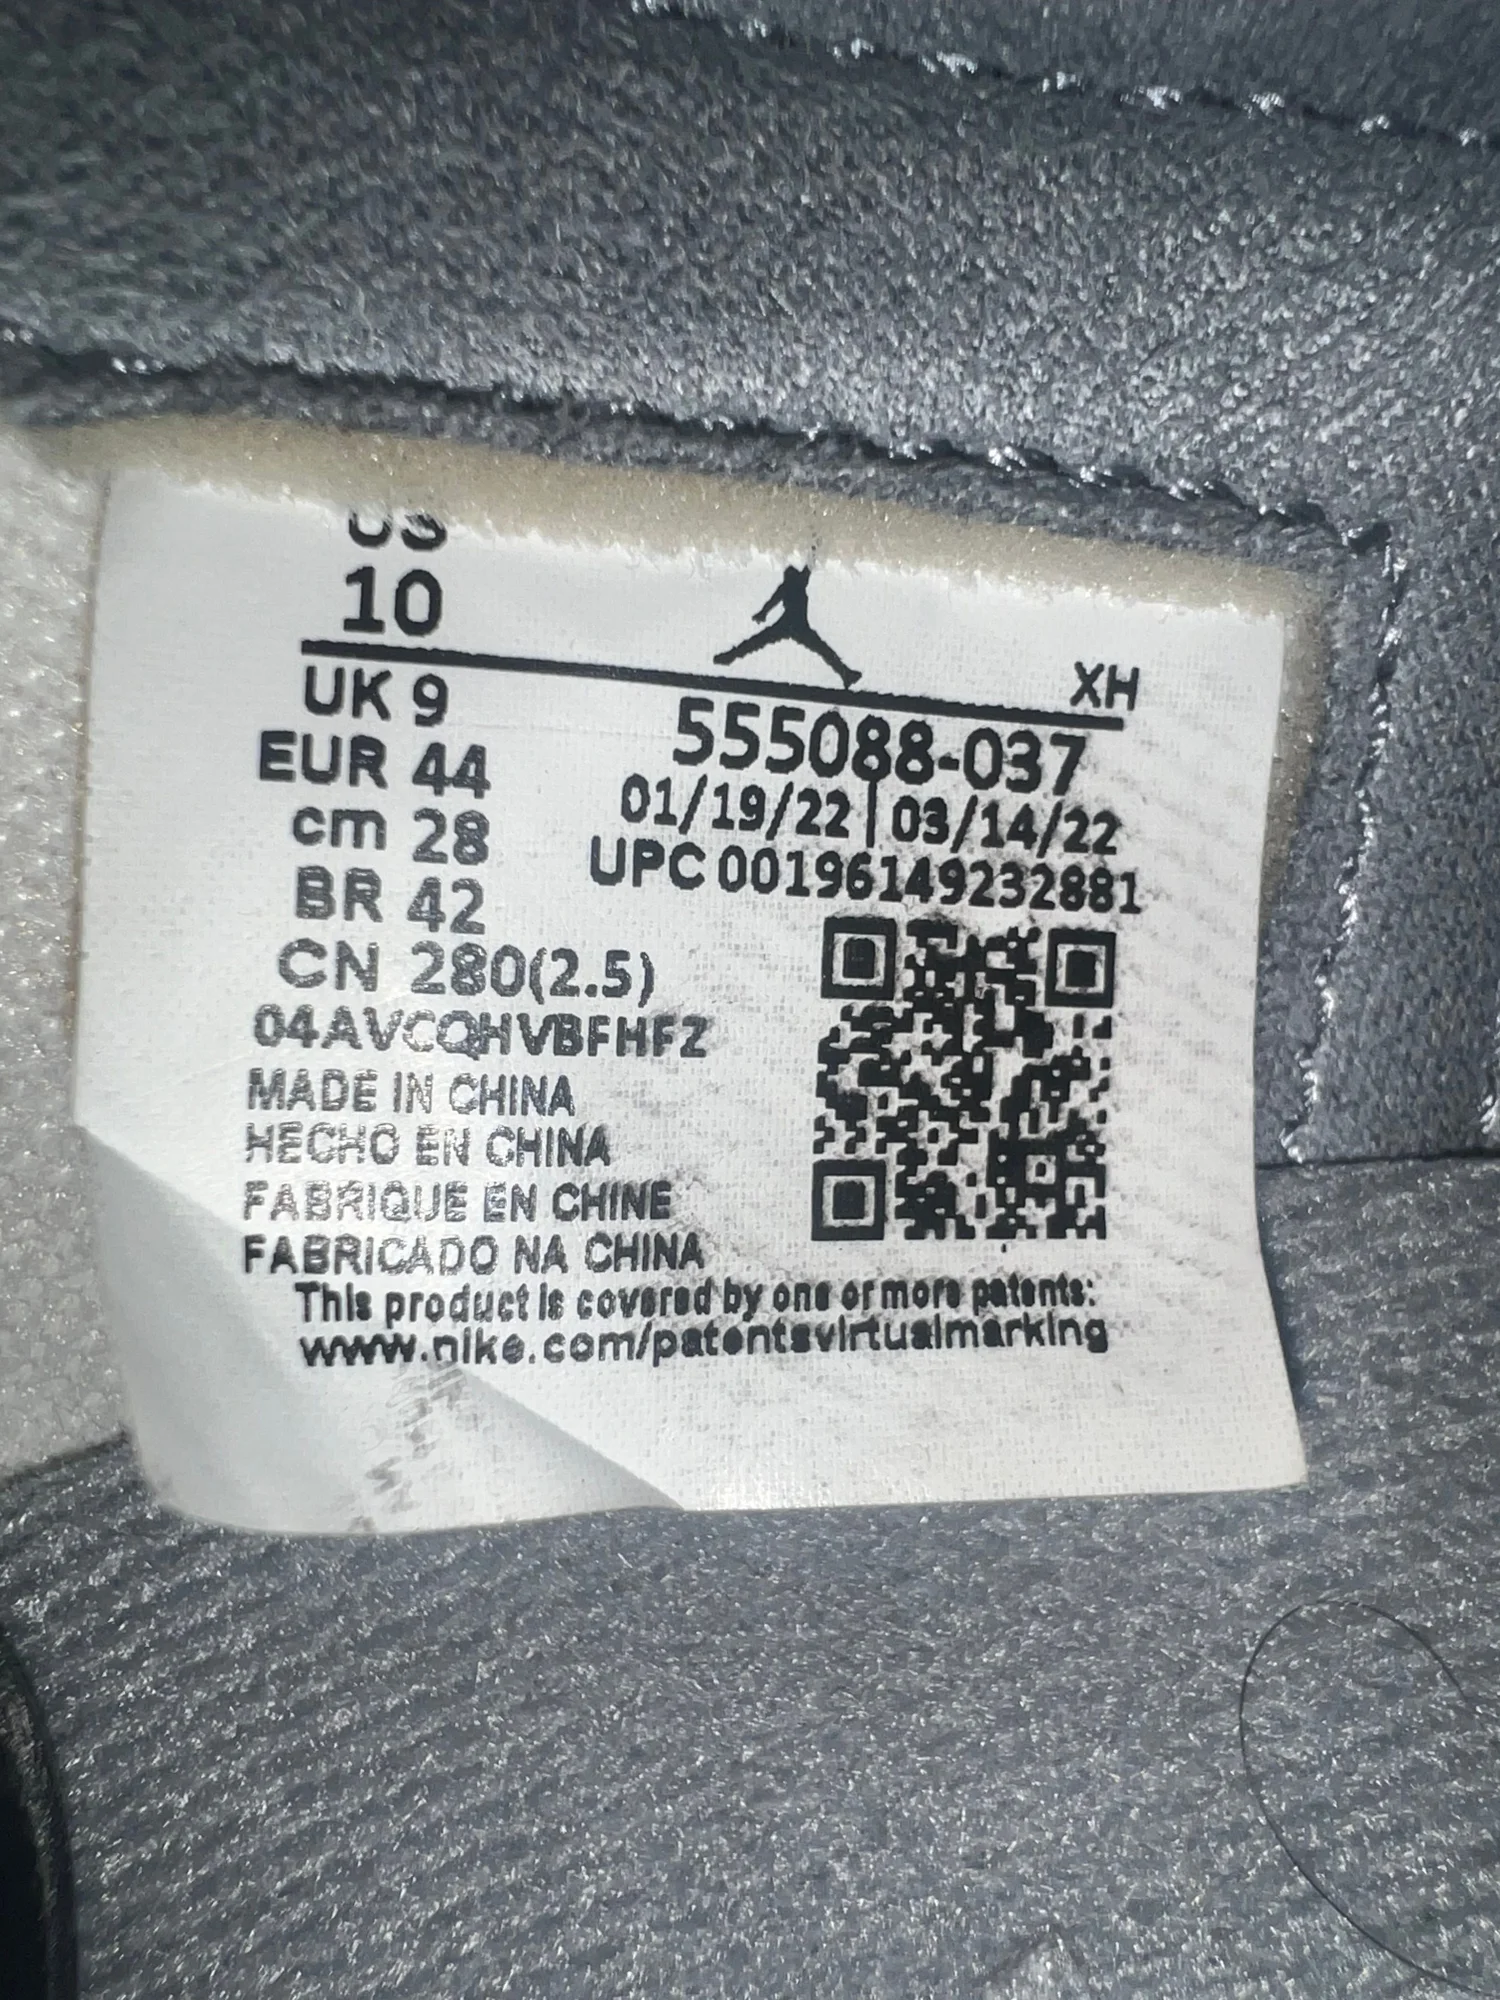 US
10
XH
UK 9
EUR 44
cm 28
BR 42
CN 280(2.5)
555088-037
01/19/22 | 03/14/22
UPC 00196149232881
04AVCQHVBFHFZ
MADE IN CHINA
HECHO EN CHINA
FABRIQUE EN CHINE
FABRICADO NA CHINA
This product is covered by one or more patents:
www.nike.com/patentsvirtualmarking